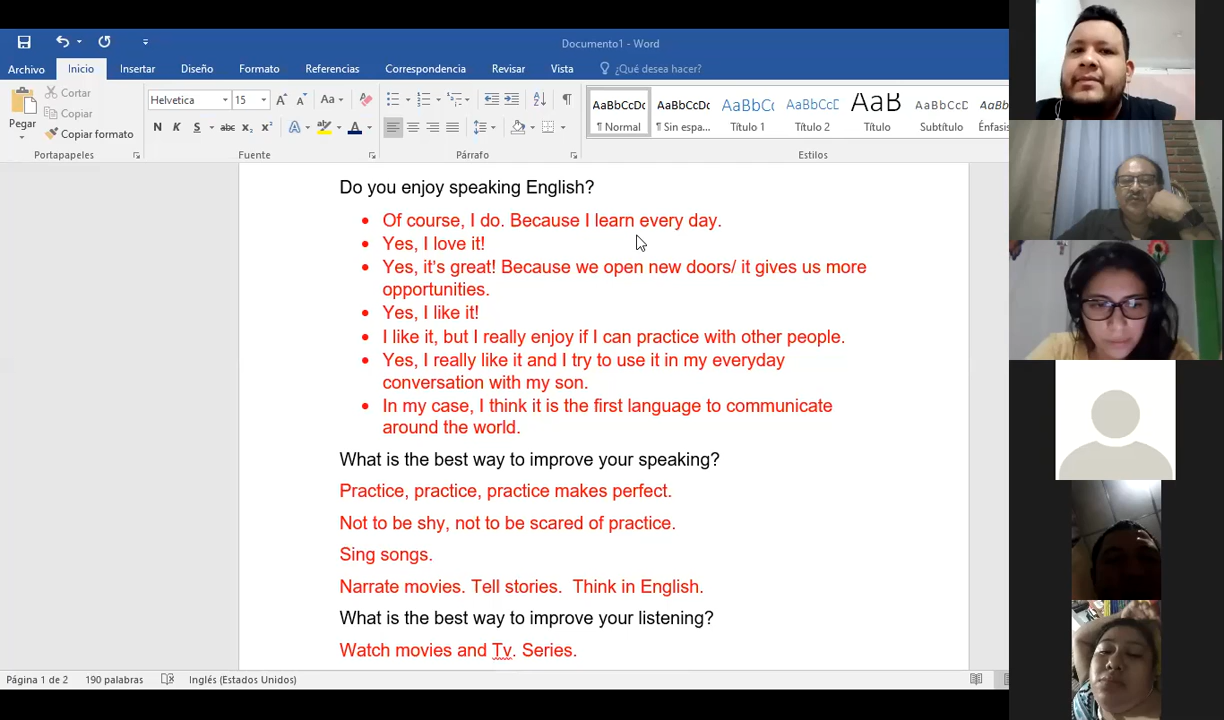 Documento1 - Word
Archivo Inicio Insertar Diseño Formato Referencias Correspondencia Revisar Vista ¿Qué desea hacer?
Cortar
Copiar
Copiar formato
Pegar
Helvetica 15
N K S abc x₂ x² A A
AaBbCcDc AaBbCcDc AaBbCc AaBbCcD AaB AaBbCcD AaBbCcD
¶ Normal ¶ Sin espa... Título 1 Título 2 Título Subtítulo Énfasis
Portapapeles Fuente Párrafo Estilos
Do you enjoy speaking English?
• Of course, I do. Because I learn every day.
• Yes, I love it!
• Yes, it's great! Because we open new doors/ it gives us more
opportunities.
• Yes, I like it!
• I like it, but I really enjoy if I can practice with other people.
• Yes, I really like it and I try to use it in my everyday
conversation with my son.
• In my case, I think it is the first language to communicate
around the world.
What is the best way to improve your speaking?
Practice, practice, practice makes perfect.
Not to be shy, not to be scared of practice.
Sing songs.
Narrate movies. Tell stories.  Think in English.
What is the best way to improve your listening?
Watch movies and Tv. Series.
Página 1 de 2 190 palabras Inglés (Estados Unidos)